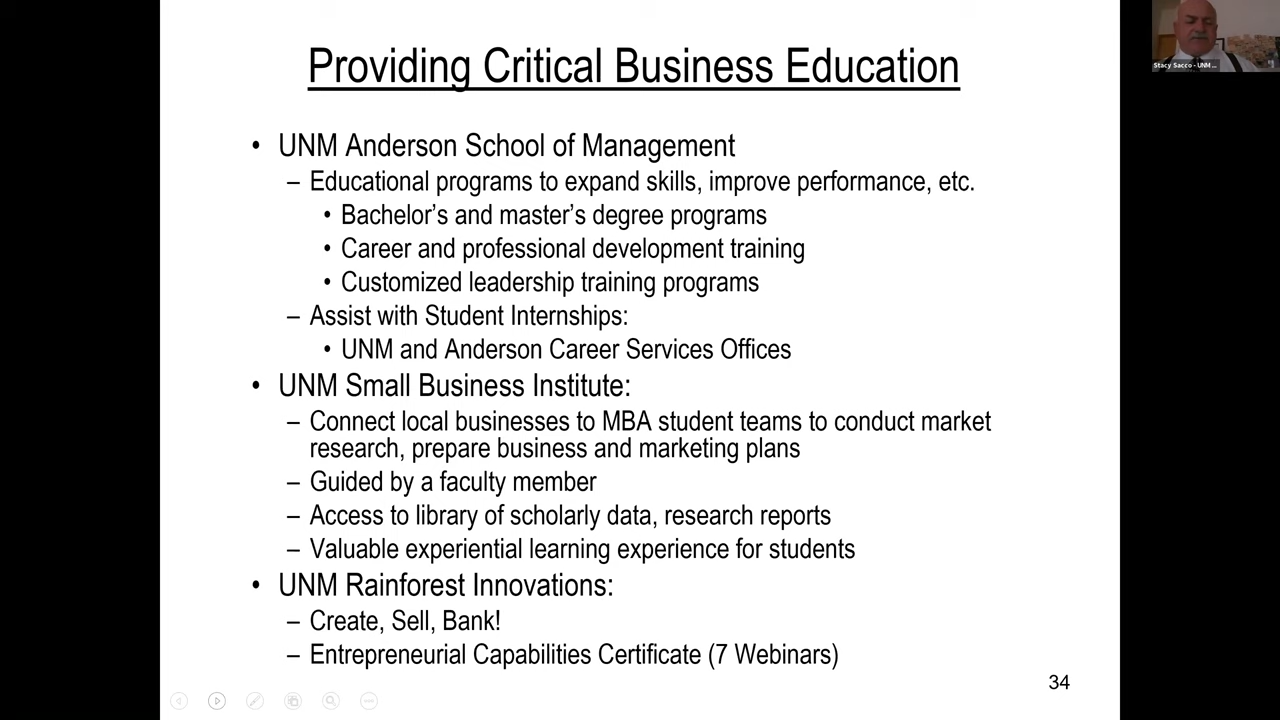 Providing Critical Business Education
Stacy Sacco - UNM ...
• UNM Anderson School of Management
– Educational programs to expand skills, improve performance, etc.
• Bachelor's and master's degree programs
• Career and professional development training
• Customized leadership training programs
– Assist with Student Internships:
• UNM and Anderson Career Services Offices
• UNM Small Business Institute:
– Connect local businesses to MBA student teams to conduct market
research, prepare business and marketing plans
– Guided by a faculty member
– Access to library of scholarly data, research reports
– Valuable experiential learning experience for students
• UNM Rainforest Innovations:
– Create, Sell, Bank!
– Entrepreneurial Capabilities Certificate (7 Webinars)
34